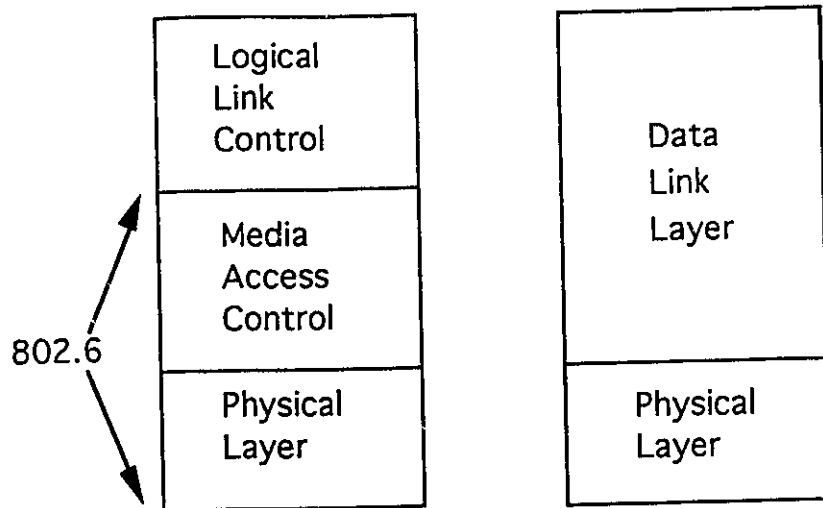 Logical
Link
Control
Media
Access
Control
802.6
Physical
Layer
Data
Link
Layer
Physical
Layer